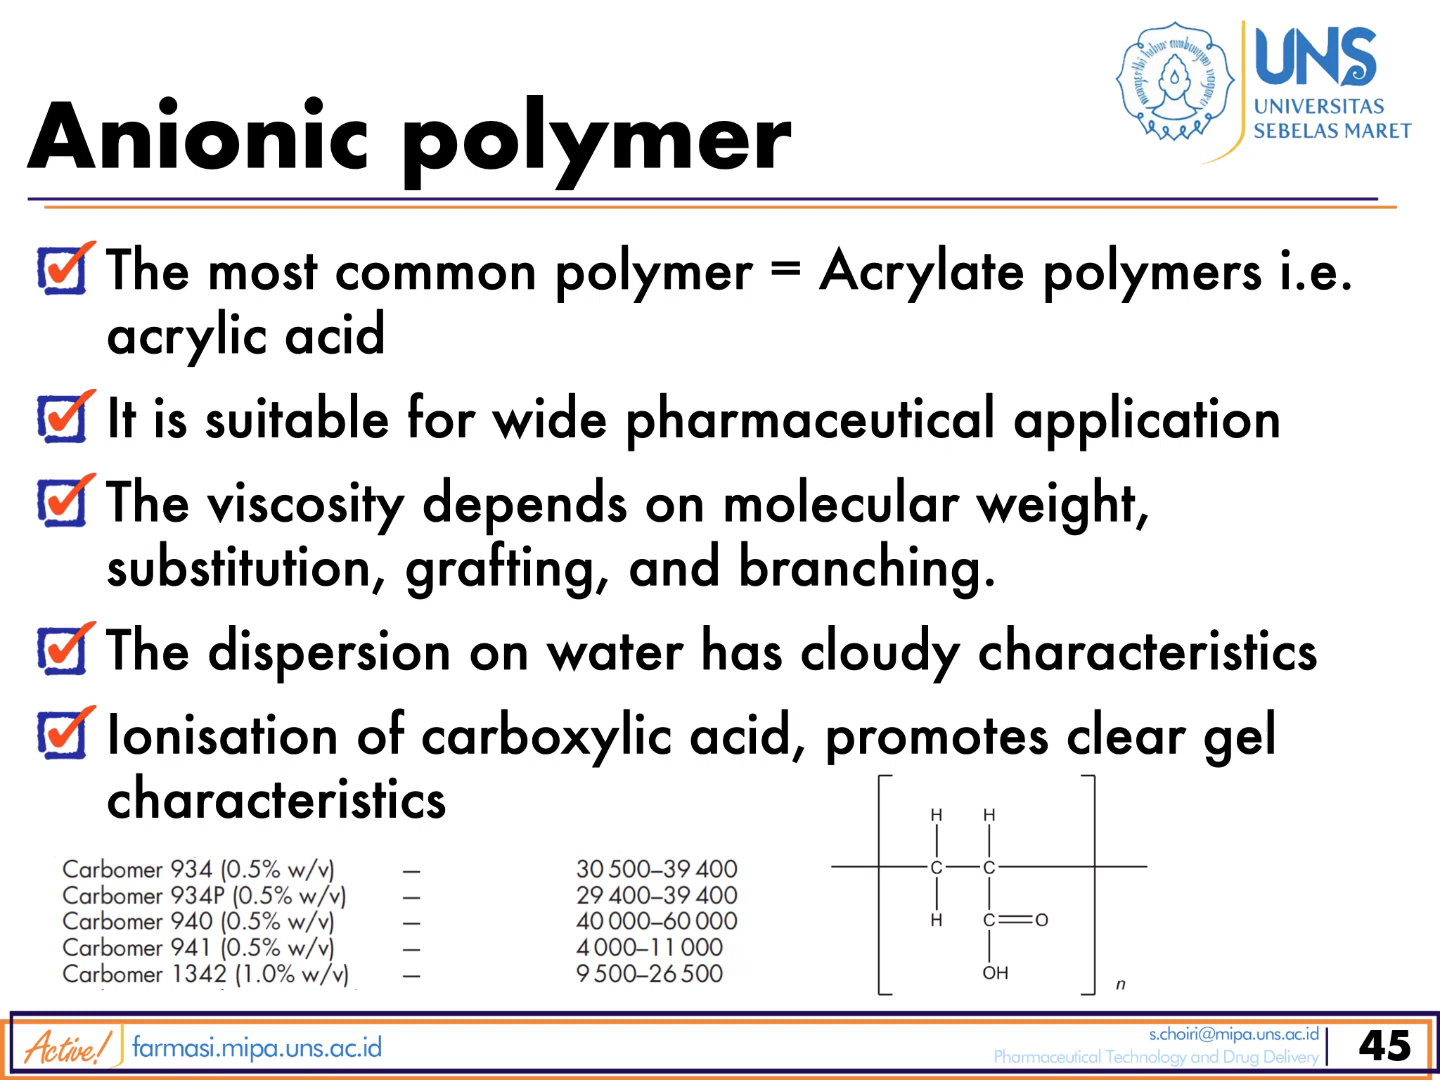 UNS
UNIVERSITAS
SEBELAS MARET
Anionic polymer
The most common polymer = Acrylate polymers i.e.
acrylic acid
It is suitable for wide pharmaceutical application
The viscosity depends on molecular weight,
substitution, grafting, and branching.
The dispersion on water has cloudy characteristics
Ionisation of carboxylic acid, promotes clear gel
characteristics
Carbomer 934 (0.5% w/v) — 30 500–39 400
Carbomer 934P (0.5% w/v) — 29 400–39 400
Carbomer 940 (0.5% w/v) — 40 000–60 000
Carbomer 941 (0.5% w/v) — 4 000–11 000
Carbomer 1342 (1.0% w/v) — 9 500–26 500
H H
C C
H C O
OH
n
Active!
farmasi.mipa.uns.ac.id
s.choiri@mipa.uns.ac.id
Pharmaceutical Technology and Drug Delivery
45